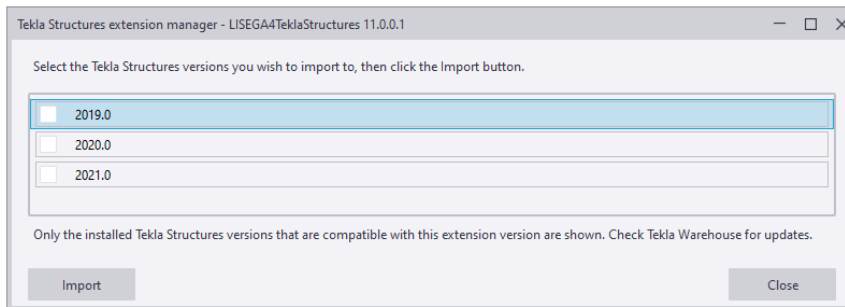 Tekla Structures extension manager - LISEGA4TeklaStructures 11.0.0.1
Select the Tekla Structures versions you wish to import to, then click the Import button.
2019.0
2020.0
2021.0
Only the installed Tekla Structures versions that are compatible with this extension version are shown. Check Tekla Warehouse for updates.
Import
Close